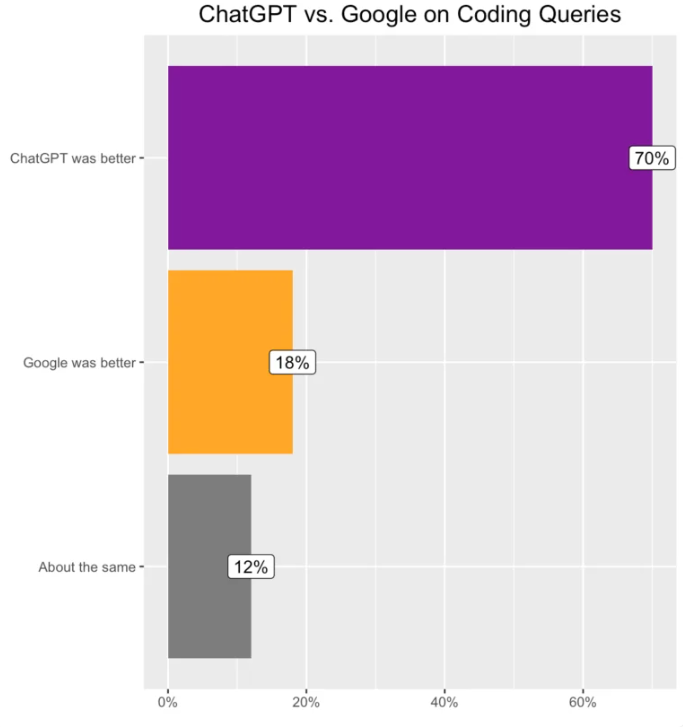 ChatGPT vs. Google on Coding Queries
ChatGPT was better
70%
Google was better
18%
About the same
12%
0%
20%
40%
60%